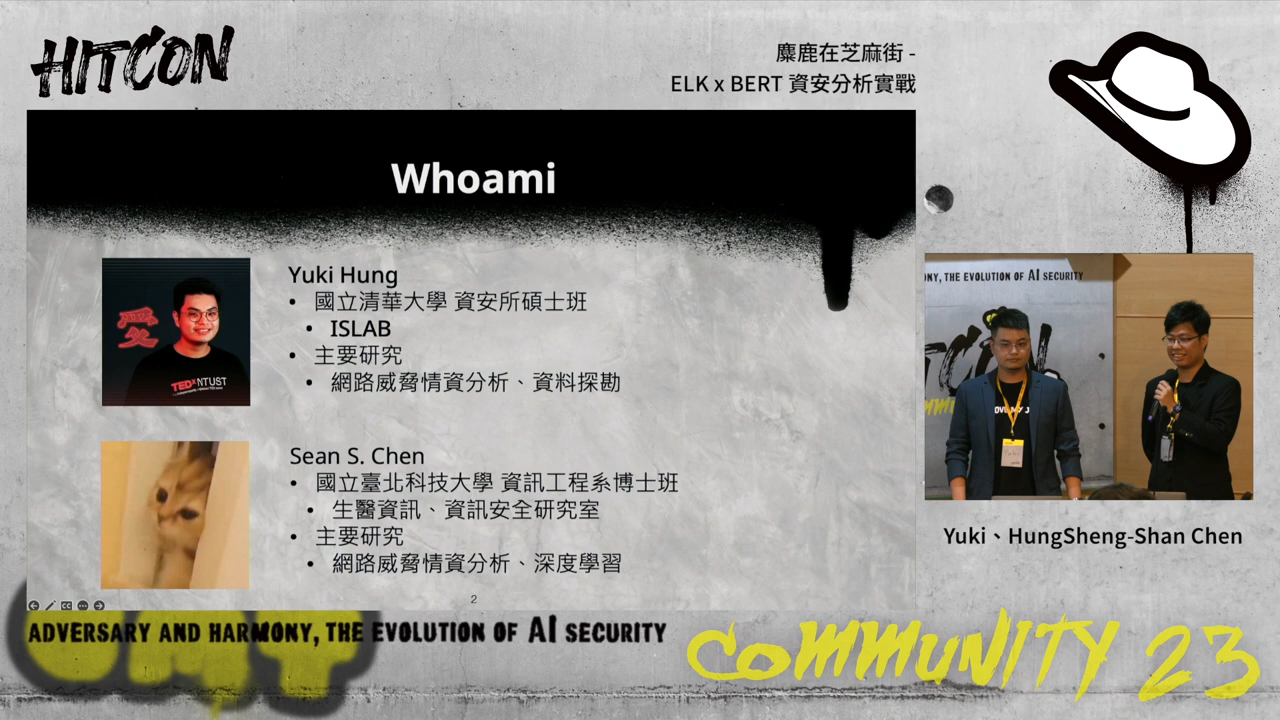 HITCON
麋鹿在芝麻街 -
ELK x BERT 資安分析實戰
Whoami
Yuki Hung
• 國立清華大學 資安所碩士班
• ISLAB
• 主要研究
• 網路威脅情資分析、資料探勘
TEDxNTUST
Sean S. Chen
• 國立臺北科技大學 資訊工程系博士班
• 生醫資訊、資訊安全研究室
• 主要研究
• 網路威脅情資分析、深度學習
2
NY, THE EVOLUTION OF AI SECURITY
Yuki、HungSheng-Shan Chen
ADVERSARY AND HARMONY, THE EVOLUTION OF AI SECURITY
COMMUNITY 23